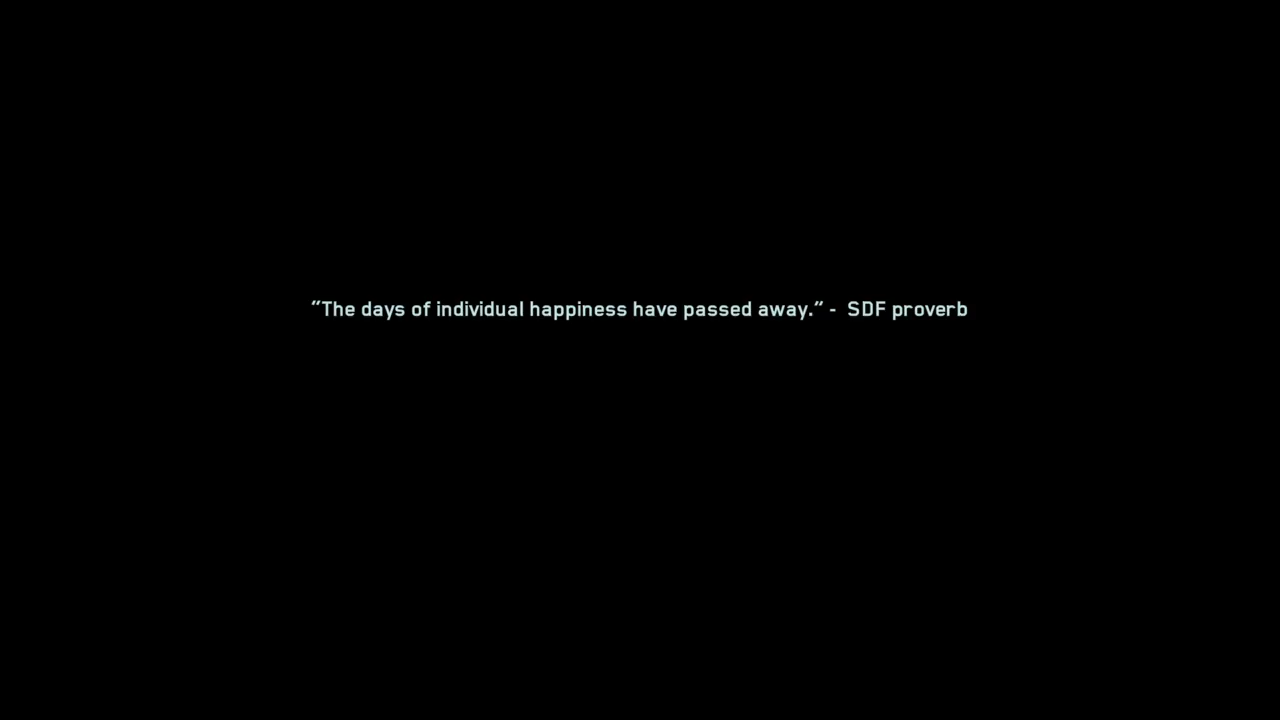 “The days of individual happiness have passed away.” -  SDF proverb